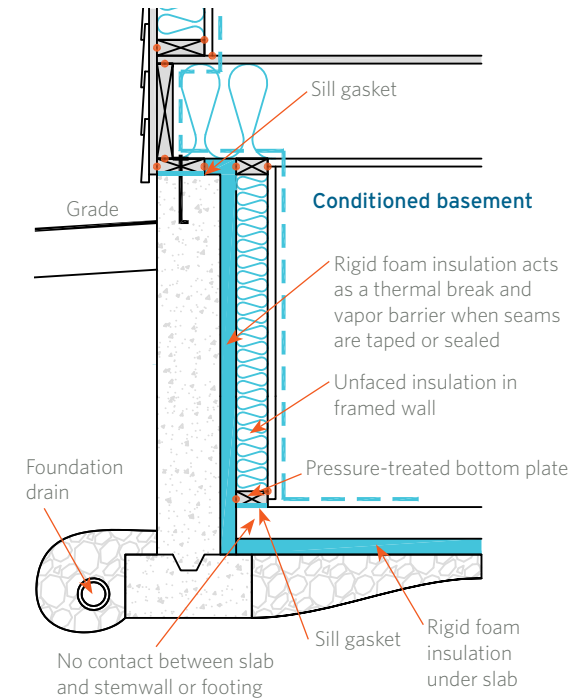 Sill gasket
Grade
Conditioned basement
Rigid foam insulation acts
as a thermal break and
vapor barrier when seams
are taped or sealed
Unfaced insulation in
framed wall
Foundation
drain
Pressure-treated bottom plate
No contact between slab
and stemwall or footing
Sill gasket
Rigid foam
insulation
under slab